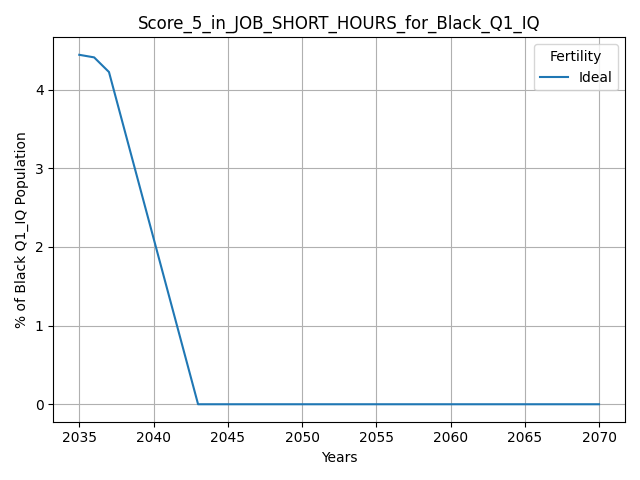 Score_5_in_JOB_SHORT_HOURS_for_Black_Q1_IQ
Fertility
Ideal
% of Black Q1_IQ Population
4
3
2
1
0
2035 2040 2045 2050 2055 2060 2065 2070
Years